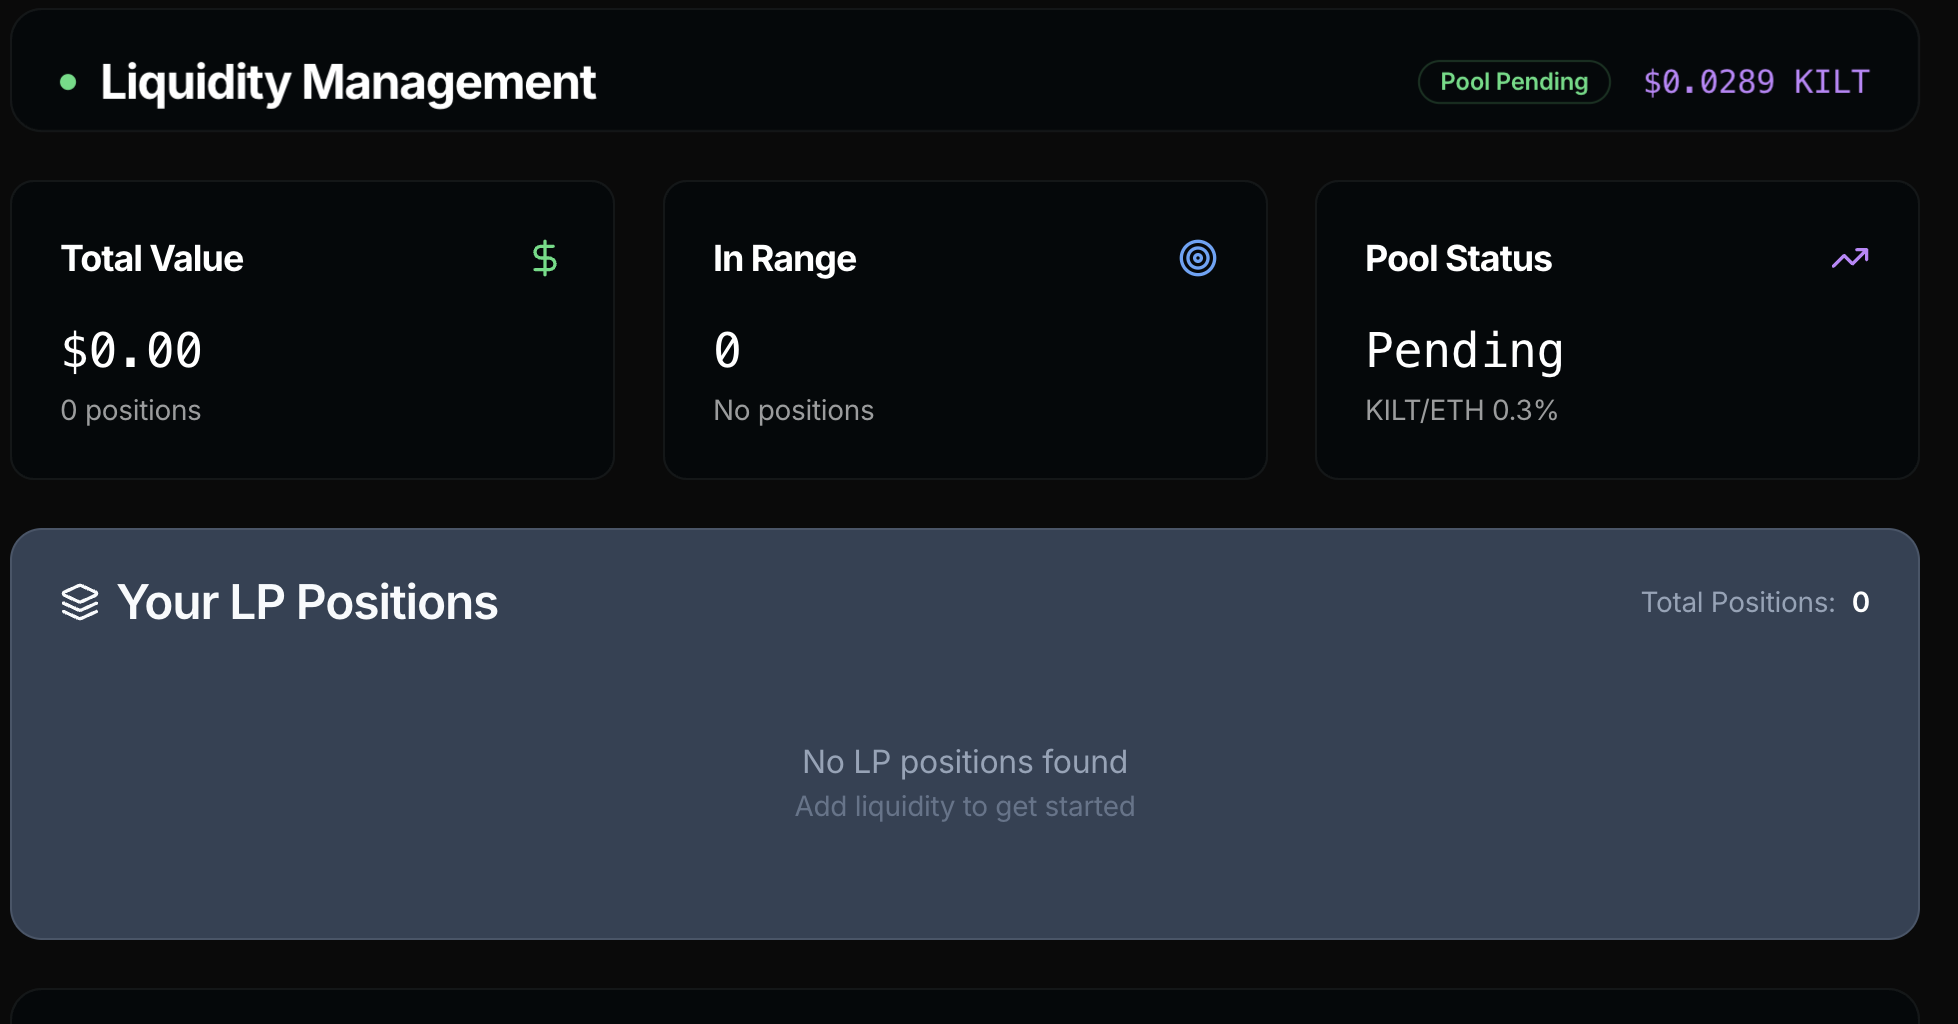 Liquidity Management
Pool Pending
$0.0289 KILT
Total Value
$0.00
0 positions
In Range
0
No positions
Pool Status
Pending
KILT/ETH 0.3%
Your LP Positions
Total Positions: 0
No LP positions found
Add liquidity to get started